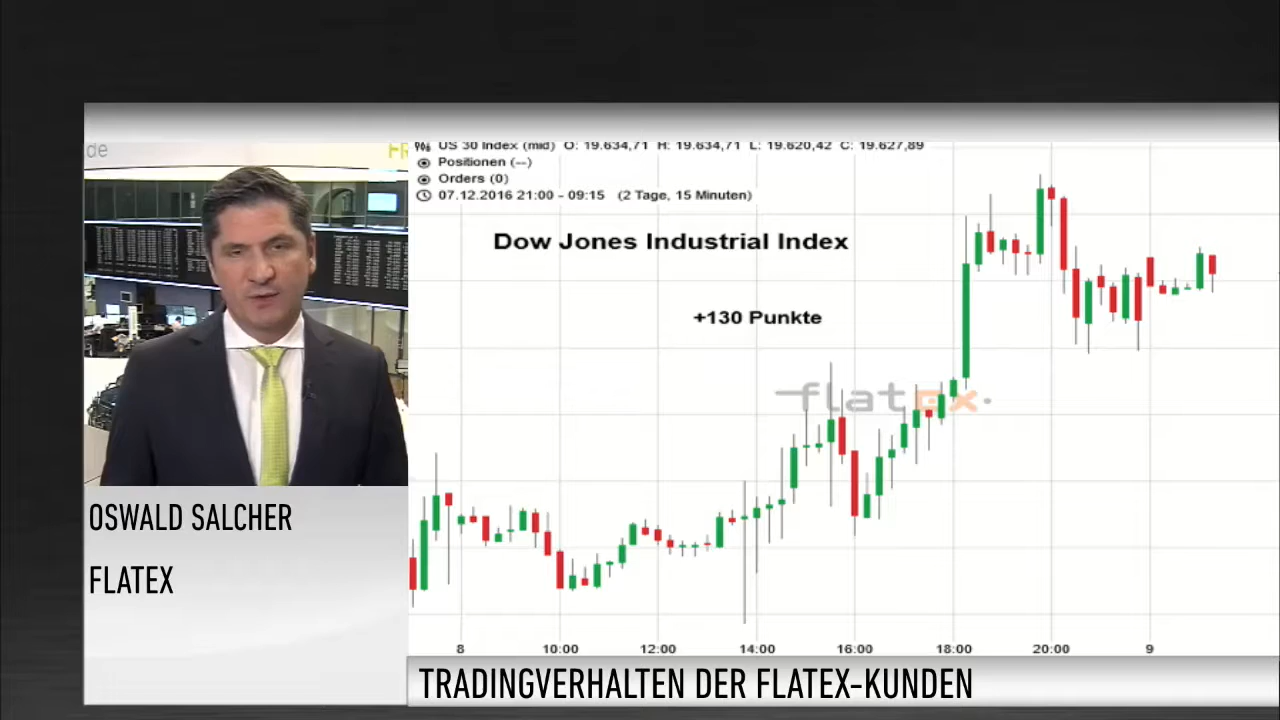 de
FR
US 30 Index (mid) O: 19.634,71 H: 19.634,71 L: 19.620,42 C: 19.627,89
Positionen (--)
Orders (0)
07.12.2016 21:00 - 09:15 (2 Tage, 15 Minuten)
Dow Jones Industrial Index
+130 Punkte
flatex
8 10:00 12:00 14:00 16:00 18:00 20:00 9
OSWALD SALCHER
FLATEX
TRADINGVERHALTEN DER FLATEX-KUNDEN